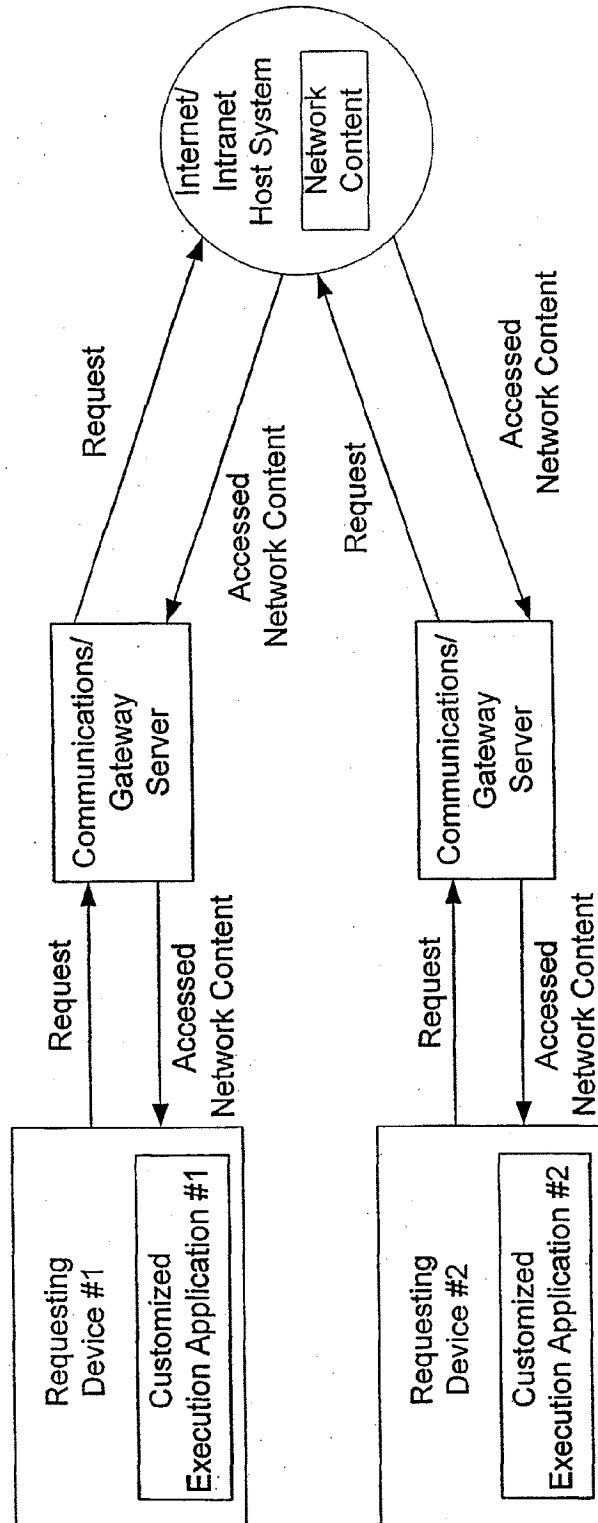 Requesting
Device #1
Customized
Execution Application #1
Request
Accessed
Network Content
Communications/
Gateway
Server
Request
Accessed
Network Content
Internet/
Intranet
Host System
Network
Content
Requesting
Device #2
Customized
Execution Application #2
Request
Accessed
Network Content
Communications/
Gateway
Server
Request
Accessed
Network Content